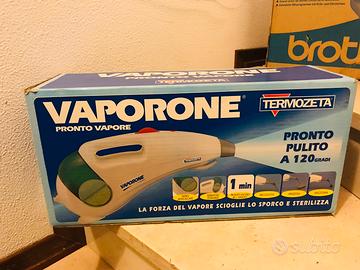 brot
VAPORONE®
TERMOZETA
PRONTO VAPORE
PRONTO
PULITO
A 120 GRADI
VAPORONE
1 min
LA FORZA DEL VAPORE SCIOGLIE LO SPORCO E STERILIZZA
subito